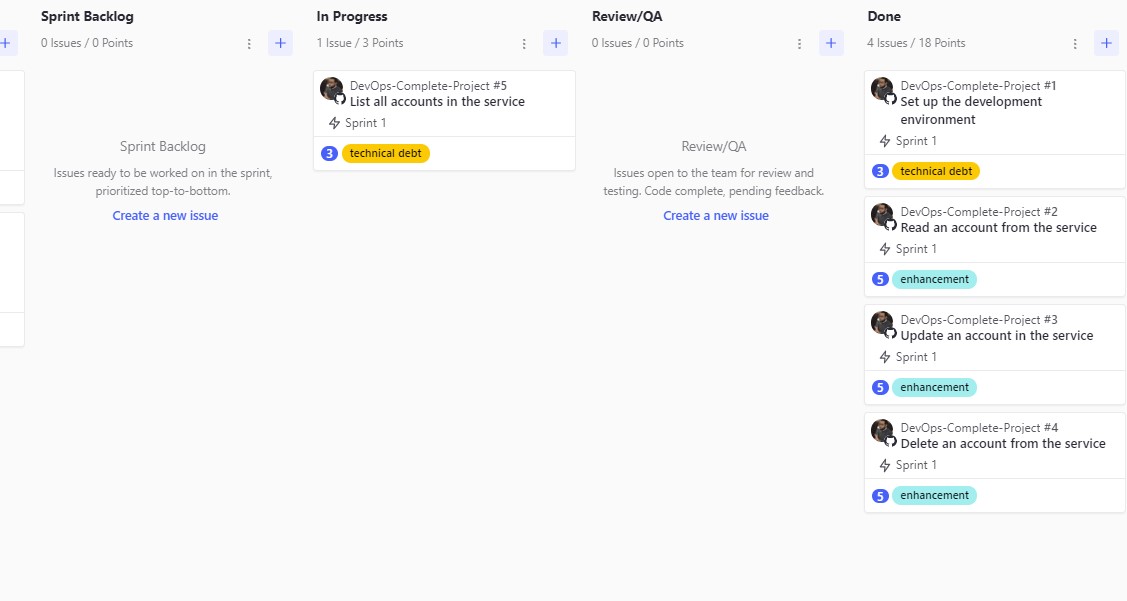 Sprint Backlog
0 Issues / 0 Points
Sprint Backlog
Issues ready to be worked on in the sprint,
prioritized top-to-bottom.
Create a new issue
In Progress
1 Issue / 3 Points
DevOps-Complete-Project #5
List all accounts in the service
Sprint 1
3 technical debt
Review/QA
0 Issues / 0 Points
Review/QA
Issues open to the team for review and
testing. Code complete, pending feedback.
Create a new issue
Done
4 Issues / 18 Points
DevOps-Complete-Project #1
Set up the development
environment
Sprint 1
3 technical debt
DevOps-Complete-Project #2
Read an account from the service
Sprint 1
5 enhancement
DevOps-Complete-Project #3
Update an account in the service
Sprint 1
5 enhancement
DevOps-Complete-Project #4
Delete an account from the service
Sprint 1
5 enhancement